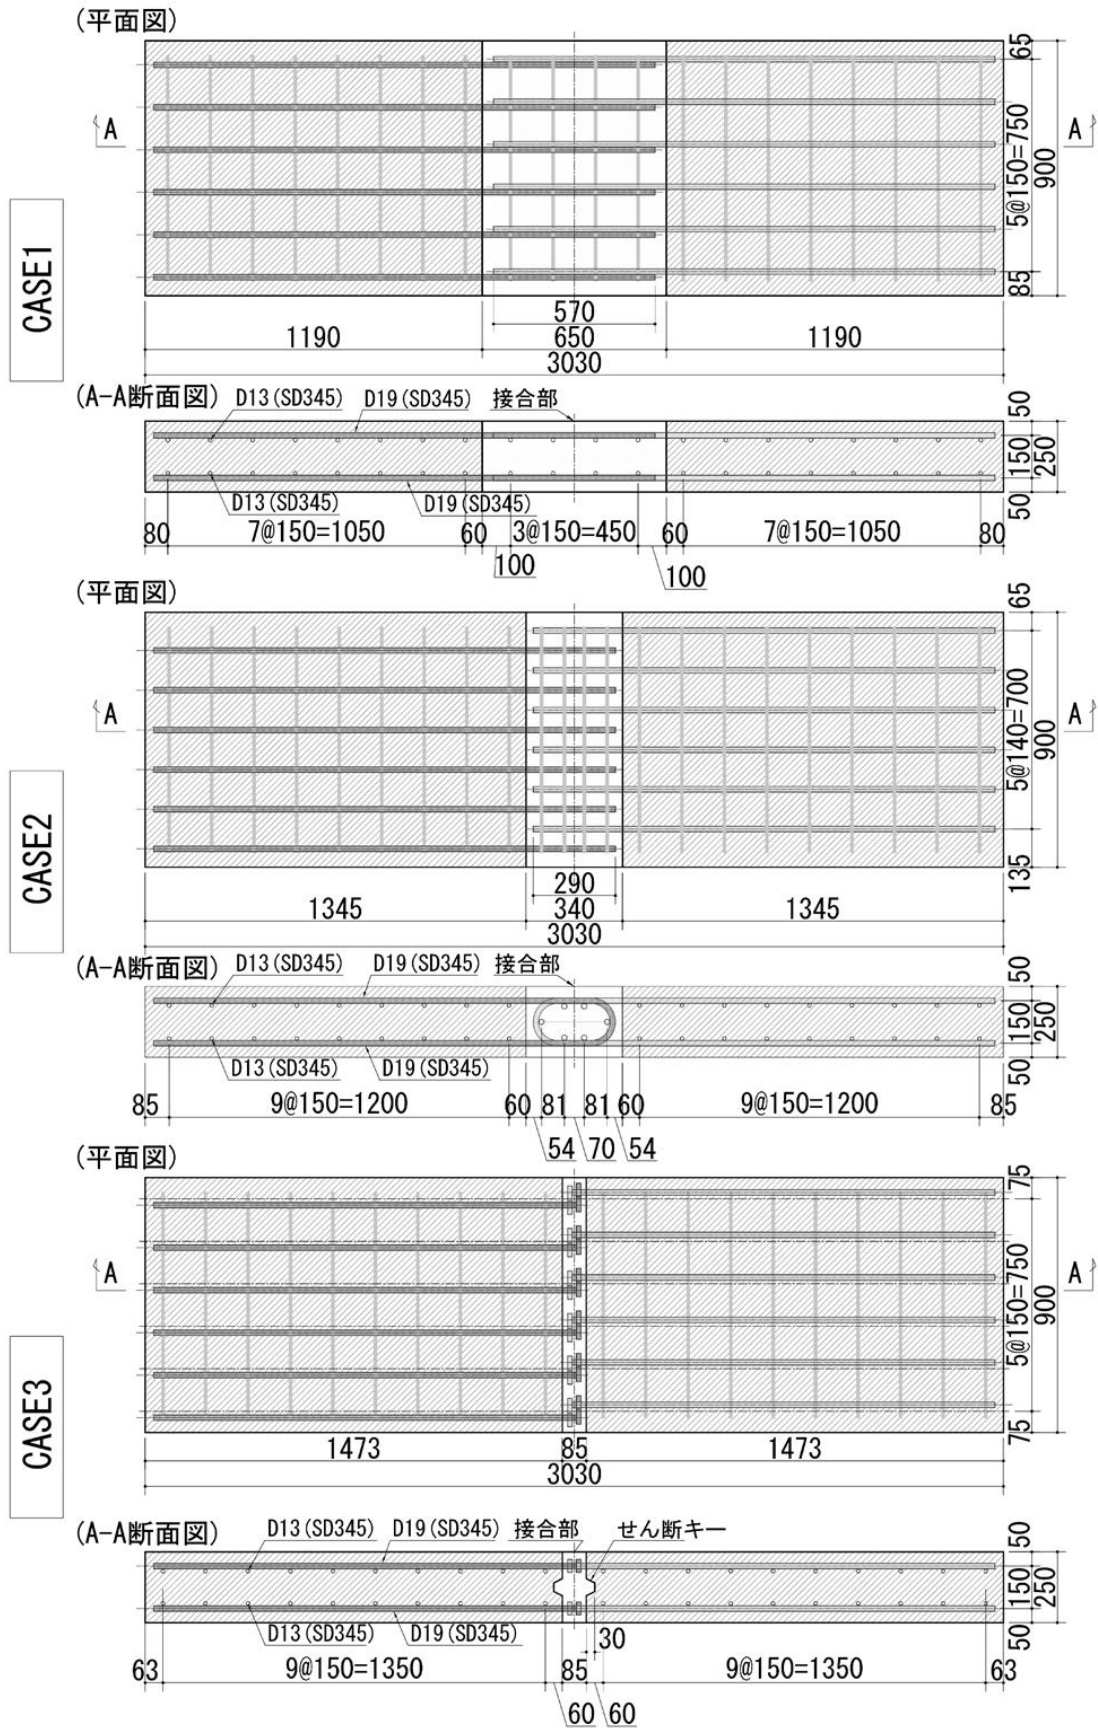 (平面図)
CASE1
A
A
65
5@150=750
900
85
570
1190
650
1190
3030
(A-A断面図)
D13(SD345)
D19(SD345)
接合部
D13(SD345)
D19(SD345)
50
150
250
50
80
7@150=1050
60
3@150=450
60
7@150=1050
80
100
100
(平面図)
CASE2
A
A
65
5@140=700
900
135
290
1345
340
1345
3030
(A-A断面図)
D13(SD345)
D19(SD345)
接合部
D13(SD345)
D19(SD345)
50
150
250
50
85
9@150=1200
60
81
81
60
9@150=1200
85
54
70
54
(平面図)
CASE3
A
A
75
5@150=750
900
75
1473
85
1473
3030
(A-A断面図)
D13(SD345)
D19(SD345)
接合部
せん断キー
D13(SD345)
D19(SD345)
50
150
250
50
30
63
9@150=1350
85
9@150=1350
63
60
60